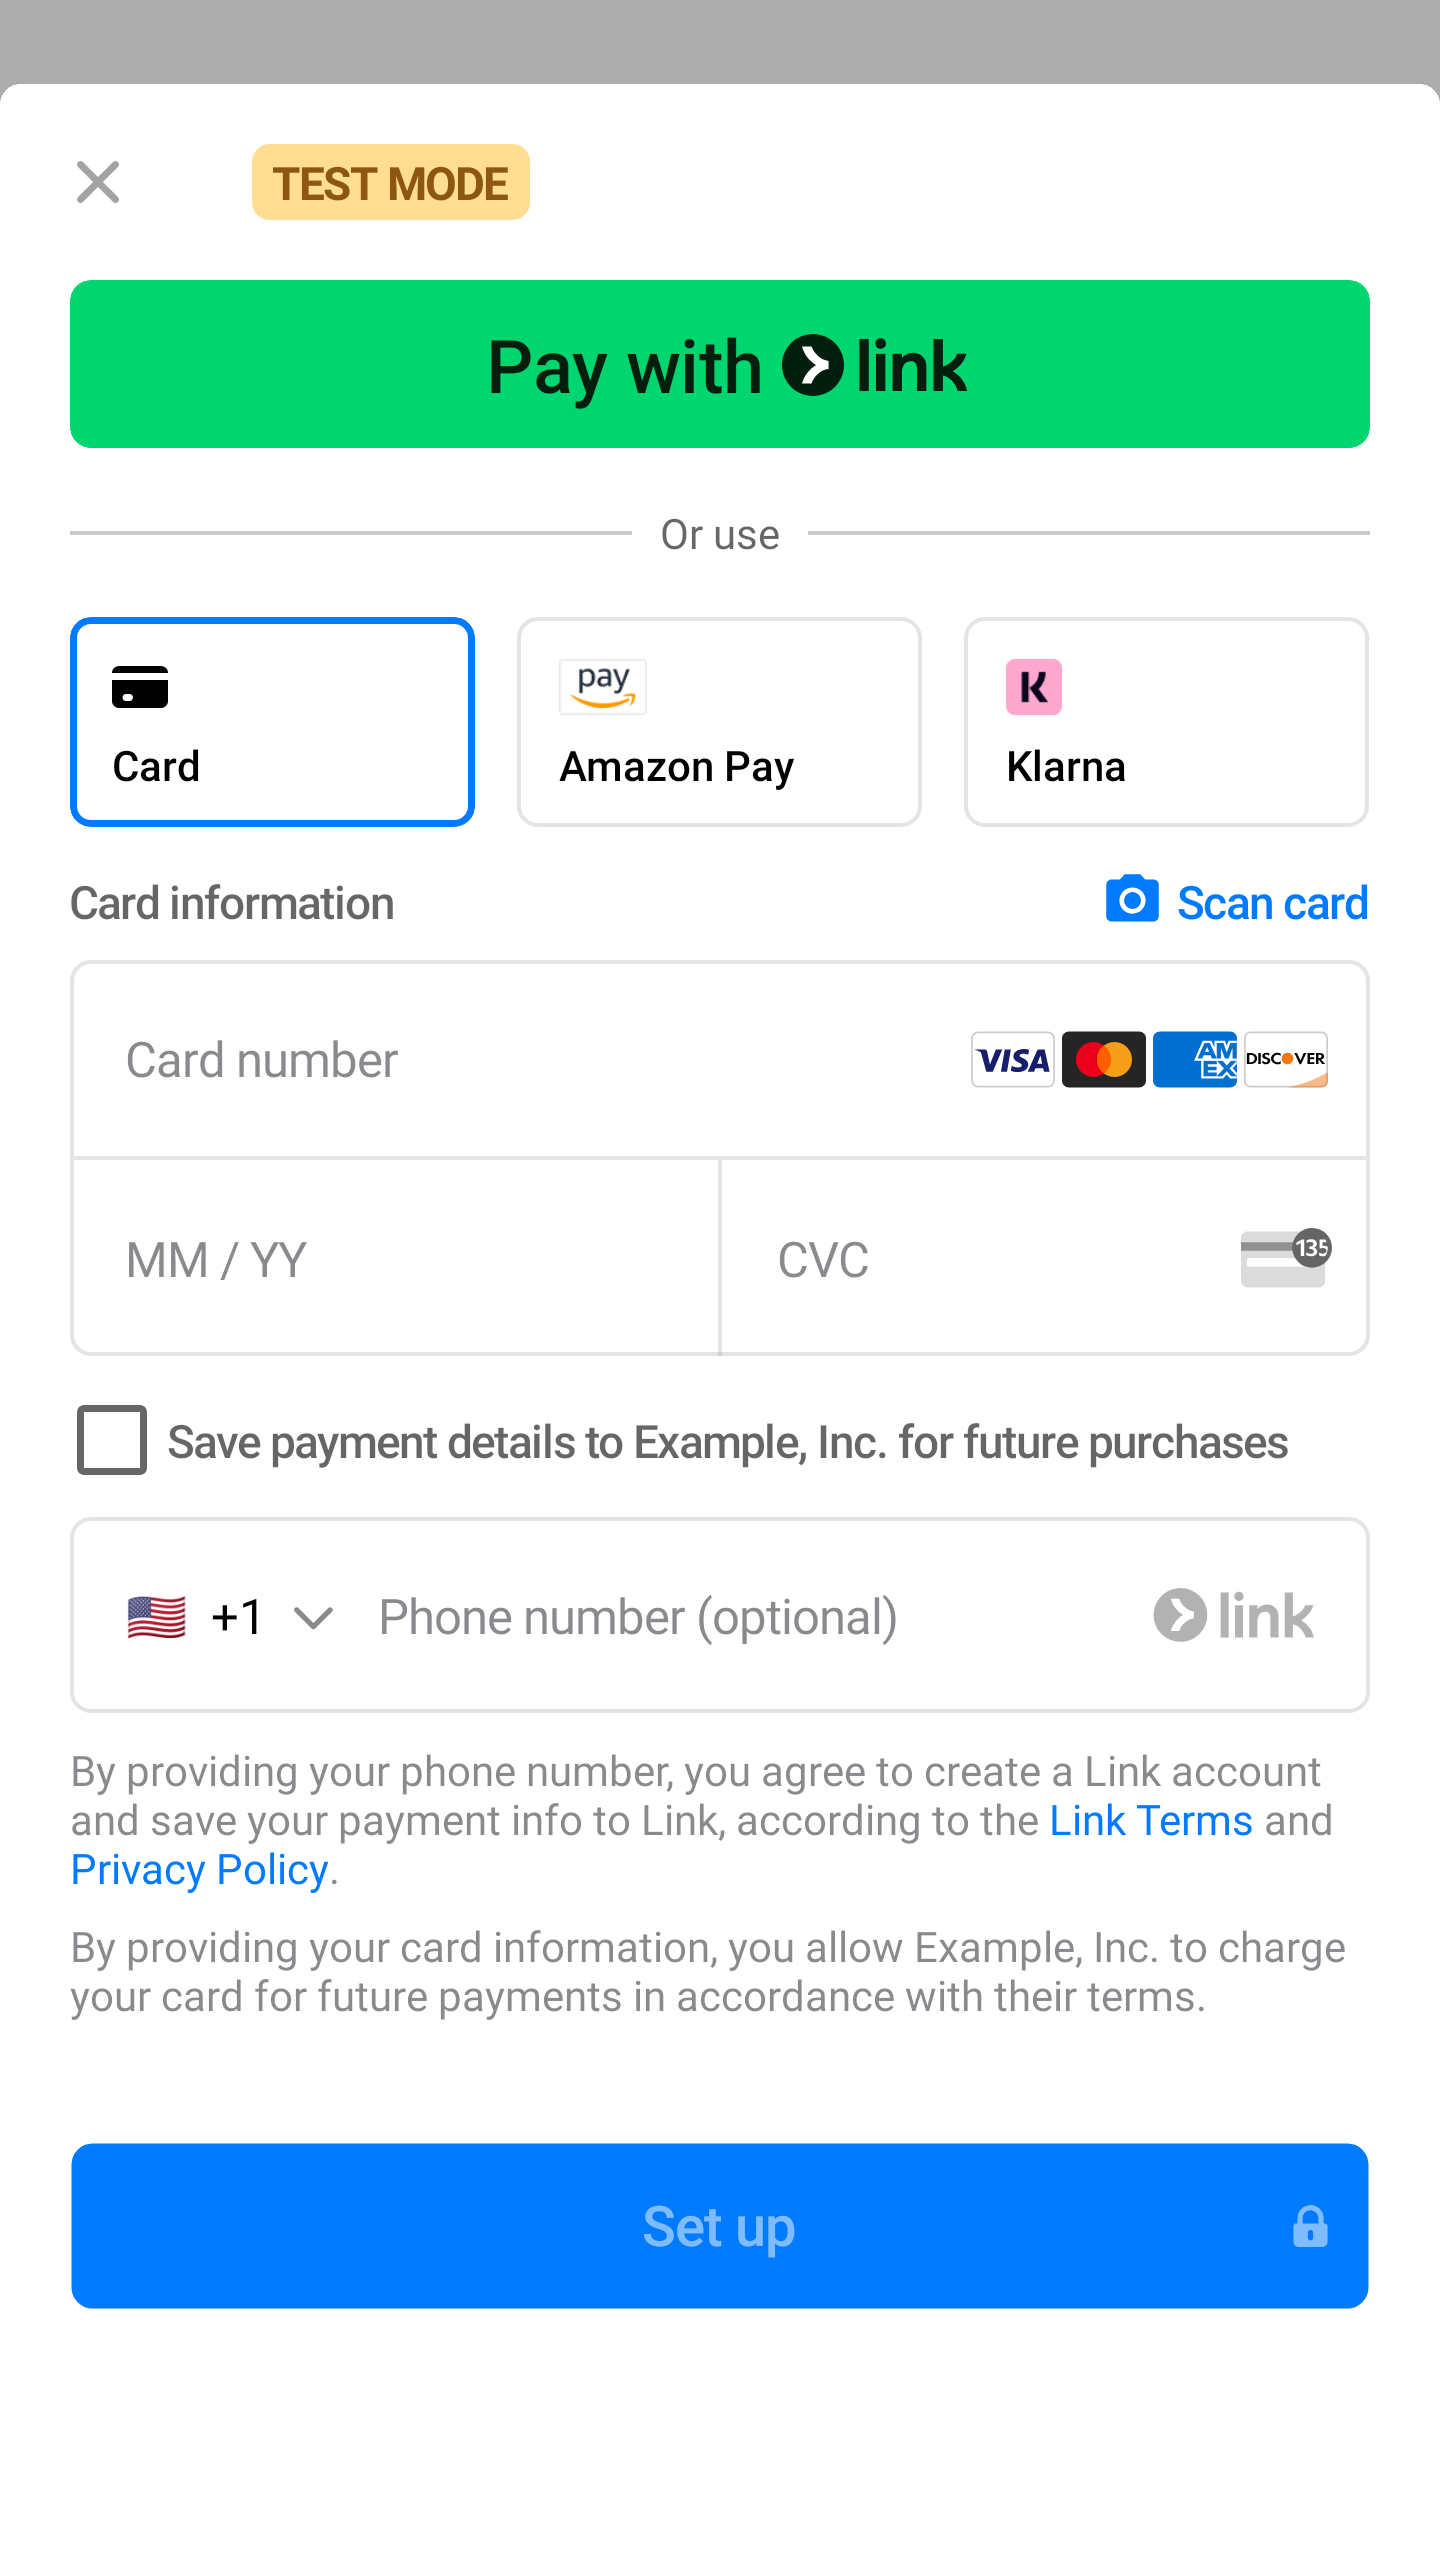 TEST MODE
Pay with link
Or use
pay
Card
Amazon Pay
K
Klarna
Card information
Scan card
Card number
VISA
AM
EX
DISCOVER
MM / YY
CVC
135
Save payment details to Example, Inc. for future purchases
+1
Phone number (optional)
link
By providing your phone number, you agree to create a Link account
and save your payment info to Link, according to the Link Terms and
Privacy Policy.
By providing your card information, you allow Example, Inc. to charge
your card for future payments in accordance with their terms.
Set up